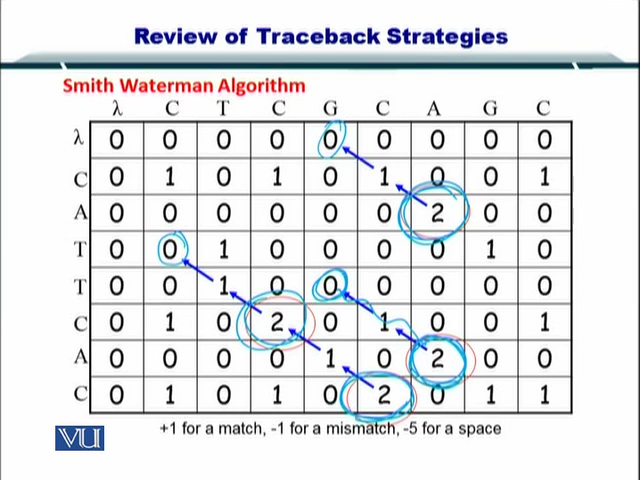 Review of Traceback Strategies
Smith Waterman Algorithm
λ C T C G C A G C
λ 0 0 0 0 0 0 0 0 0
C 0 1 0 1 0 1 0 0 1
A 0 0 0 0 0 0 2 0 0
T 0 0 1 0 0 0 0 1 0
T 0 0 1 0 0 0 0 0 0
C 0 1 0 2 0 1 0 0 1
A 0 0 0 0 1 0 2 0 0
C 0 1 0 1 0 2 0 1 1
+1 for a match, -1 for a mismatch, -5 for a space
VU